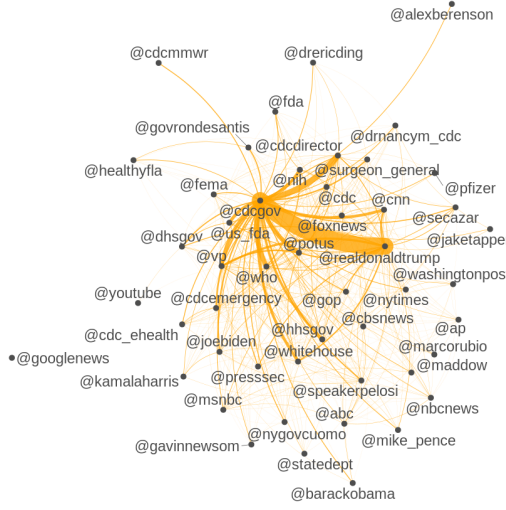 @alexberenson
@cdcmmwr
@drericding
@fda
@govrondesantis
@cdcdirector
@drnancym_cdc
@healthyfla
@surgeon_general
@nih
@pfizer
@fema
@cdc
@cnn
@cdcgov
@foxnews
@secazar
@us_fda
@dhsgov
@potus
@jaketappe
@vp
@realdonaldtrump
@who
@washingtonpos
@youtube
@cdcemergency
@gop
@nytimes
@cbsnews
@hhsgov
@cdc_ehealth
@ap
@joebiden
@marcorubio
@whitehouse
@googlenews
@maddow
@kamalaharris
@presssec
@speakerpelosi
@msnbc
@nbcnews
@abc
@nygovcuomo
@mike_pence
@gavinnewsom
@statedept
@barackobama